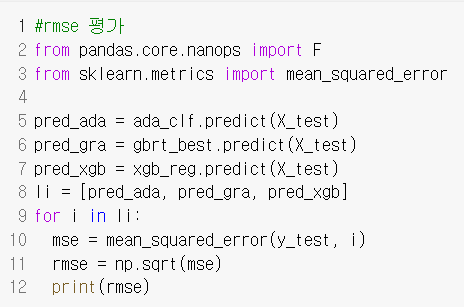 1 #rmse 평가
2 from pandas.core.nanops import F
3 from sklearn.metrics import mean_squared_error
4
5 pred_ada = ada_clf.predict(X_test)
6 pred_gra = gbrt_best.predict(X_test)
7 pred_xgb = xgb_reg.predict(X_test)
8 li = [pred_ada, pred_gra, pred_xgb]
9 for i in li:
10   mse = mean_squared_error(y_test, i)
11   rmse = np.sqrt(mse)
12   print(rmse)